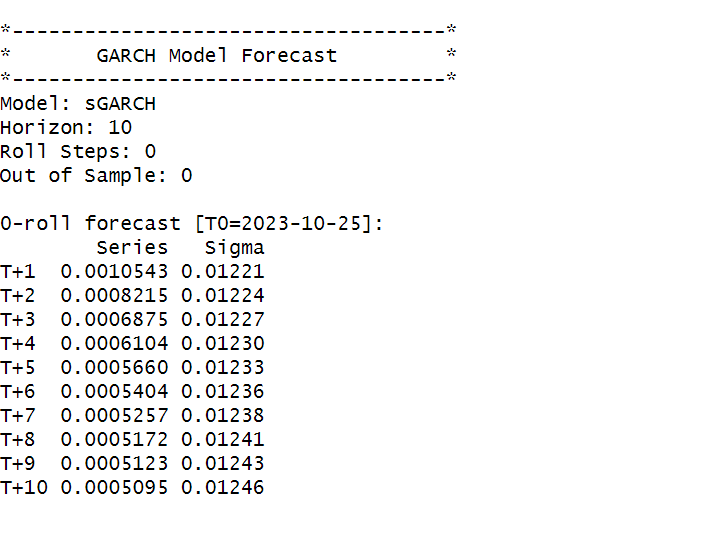 *------------------------------------*
*       GARCH Model Forecast         *
*------------------------------------*
Model: sGARCH
Horizon: 10
Roll Steps: 0
Out of Sample: 0

0-roll forecast [T0=2023-10-25]:
        Series   Sigma
T+1  0.0010543 0.01221
T+2  0.0008215 0.01224
T+3  0.0006875 0.01227
T+4  0.0006104 0.01230
T+5  0.0005660 0.01233
T+6  0.0005404 0.01236
T+7  0.0005257 0.01238
T+8  0.0005172 0.01241
T+9  0.0005123 0.01243
T+10 0.0005095 0.01246